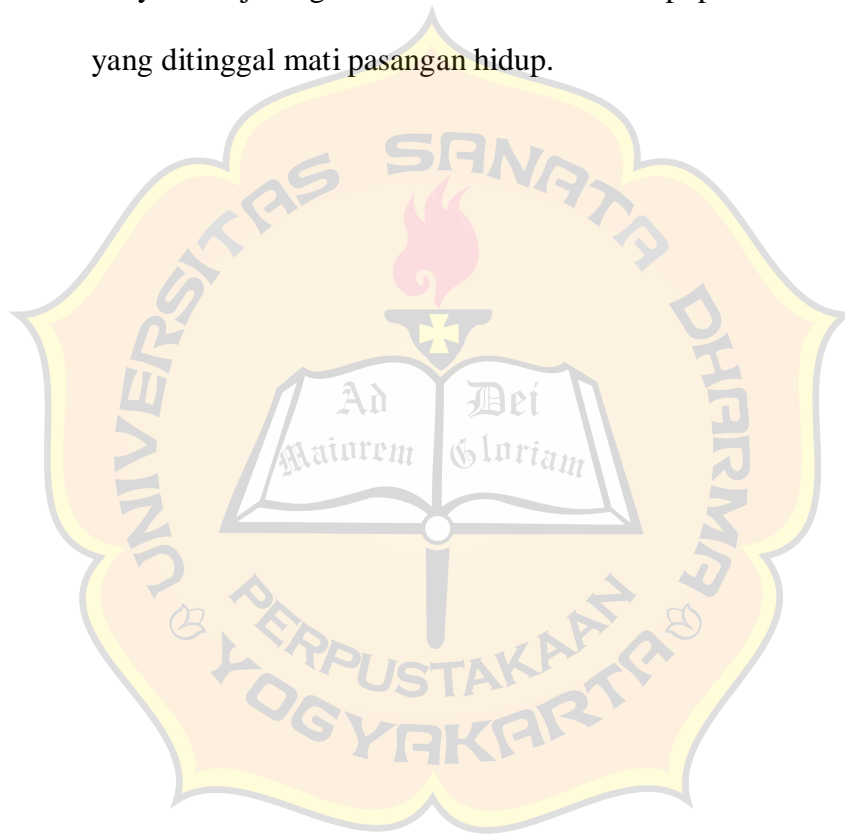 yang ditinggal mati pasangan hidup.
UNIVERSITAS SANATA DHARMA
Ad Dei
Maiorem Gloriam
PERPUSTAKAAN
YOGYAKARTA